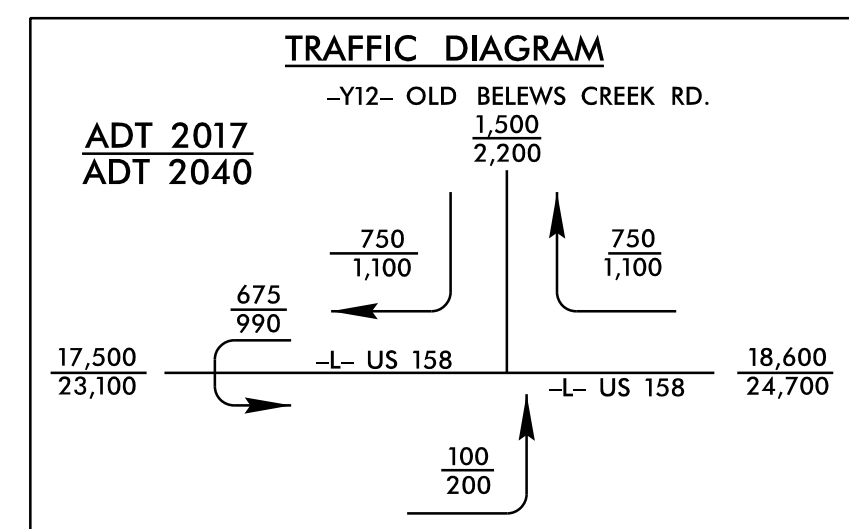 TRAFFIC DIAGRAM
–Y12– OLD BELEWS CREEK RD.
ADT 2017
ADT 2040
1,500
2,200
750
1,100
750
1,100
675
990
17,500
23,100
–L– US 158
–L– US 158
18,600
24,700
100
200